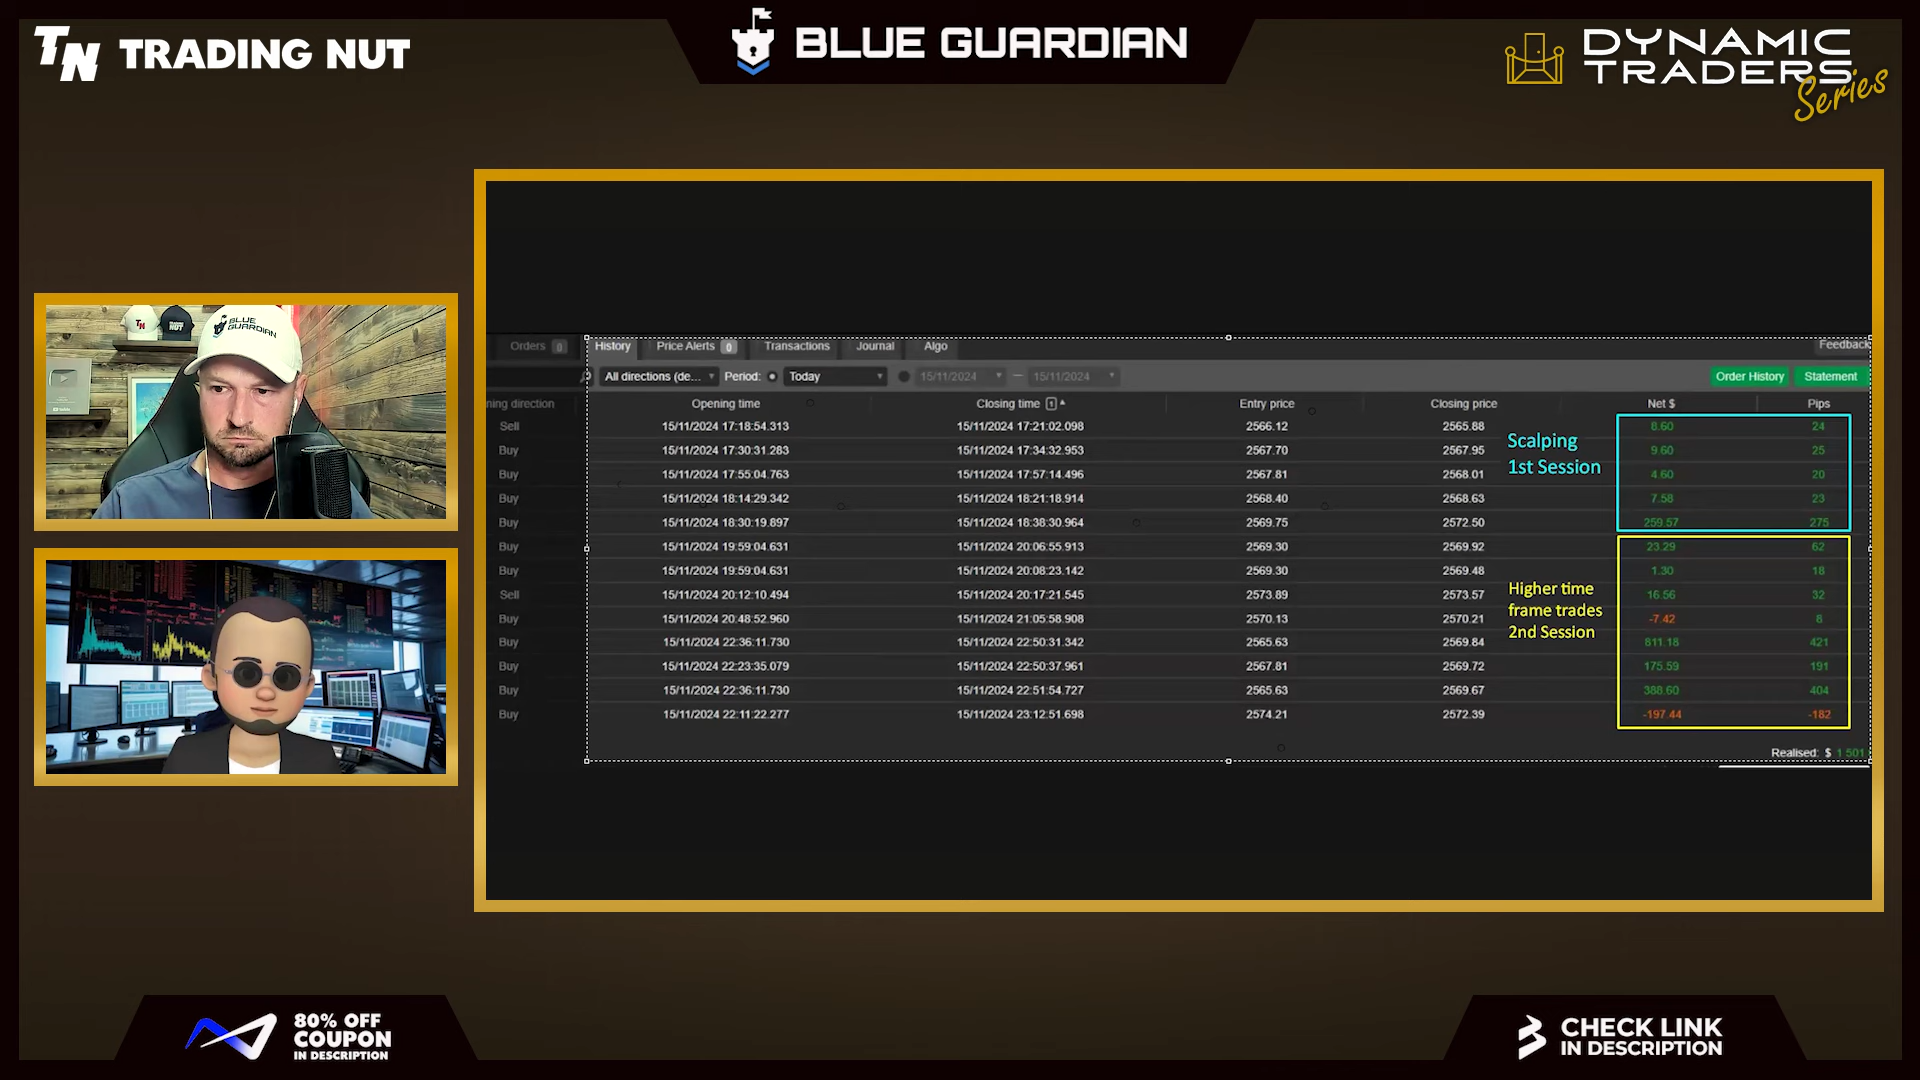 TN TRADING NUT
BLUE GUARDIAN
DYNAMIC
TRADERS
Series
TN
TRADING NUT
BLUE
GUARDIAN
Orders 0 History Price Alerts 0 Transactions Journal Algo Feedback
All directions (de... Period: Today 15/11/2024 — 15/11/2024 Order History Statement
ning direction Opening time Closing time 1 Entry price Closing price Net $ Pips
Sell 15/11/2024 17:18:54.313 15/11/2024 17:21:02.098 2566.12 2565.88 8.60 24
Buy 15/11/2024 17:30:31.283 15/11/2024 17:34:32.953 2567.70 2567.95 9.60 25
Buy 15/11/2024 17:55:04.763 15/11/2024 17:57:14.496 2567.81 2568.01 4.60 20
Buy 15/11/2024 18:14:29.342 15/11/2024 18:21:18.914 2568.40 2568.63 7.58 23
Buy 15/11/2024 18:30:19.897 15/11/2024 18:38:30.964 2569.75 2572.50 259.57 275
Scalping
1st Session
Buy 15/11/2024 19:59:04.631 15/11/2024 20:06:55.913 2569.30 2569.92 23.29 62
Buy 15/11/2024 19:59:04.631 15/11/2024 20:08:23.142 2569.30 2569.48 1.30 18
Sell 15/11/2024 20:12:10.494 15/11/2024 20:17:21.545 2573.89 2573.57 16.56 32
Buy 15/11/2024 20:48:52.960 15/11/2024 21:05:58.908 2570.13 2570.21 -7.42 8
Buy 15/11/2024 22:36:11.730 15/11/2024 22:50:31.342 2565.63 2569.84 811.18 421
Buy 15/11/2024 22:23:35.079 15/11/2024 22:50:37.961 2567.81 2569.72 175.59 191
Buy 15/11/2024 22:36:11.730 15/11/2024 22:51:54.727 2565.63 2569.67 388.60 404
Buy 15/11/2024 22:11:22.277 15/11/2024 23:12:51.698 2574.21 2572.39 -197.44 -182
Higher time
frame trades
2nd Session
Realised: $ 1 501
80% OFF
COUPON
IN DESCRIPTION
CHECK LINK
IN DESCRIPTION